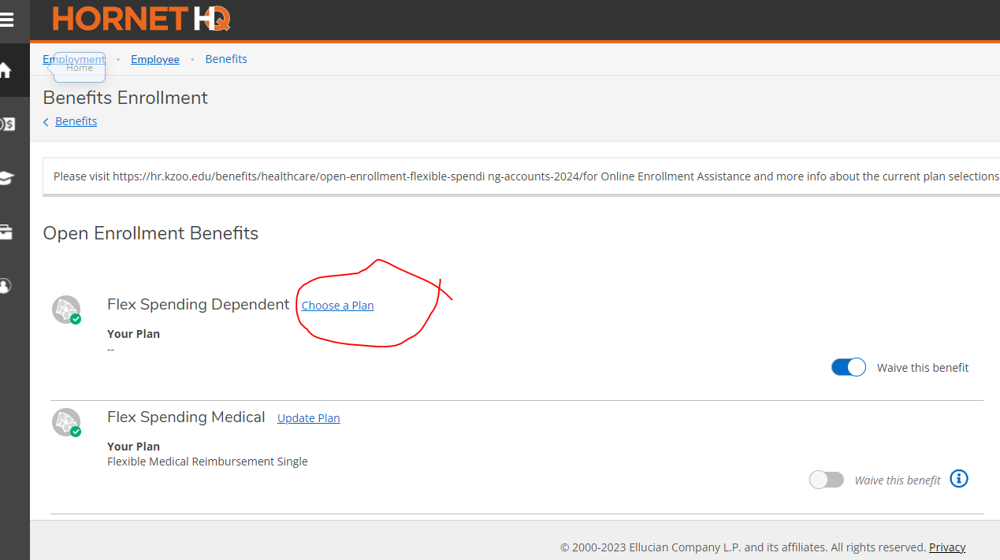 HORNET HQ
Employment • Employee • Benefits
Home
Benefits Enrollment
Benefits
Please visit https://hr.kzoo.edu/benefits/healthcare/open-enrollment-flexible-spendi ng-accounts-2024/for Online Enrollment Assistance and more info about the current plan selections
Open Enrollment Benefits
Flex Spending Dependent Choose a Plan
Your Plan
--
Waive this benefit
Flex Spending Medical Update Plan
Your Plan
Flexible Medical Reimbursement Single
Waive this benefit
© 2000-2023 Ellucian Company L.P. and its affiliates. All rights reserved. Privacy